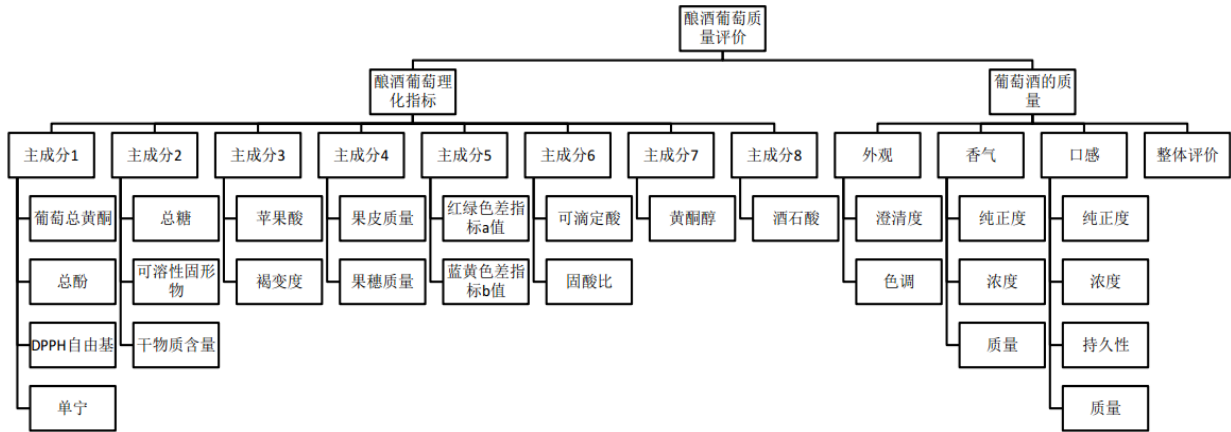 酿酒葡萄质
量评价
酿酒葡萄理
化指标
葡萄酒的质
量
主成分1
主成分2
主成分3
主成分4
主成分5
主成分6
主成分7
主成分8
外观
香气
口感
整体评价
葡萄总黄酮
总糖
苹果酸
果皮质量
红绿色差指
标a值
可滴定酸
黄酮醇
酒石酸
澄清度
纯正度
纯正度
总酚
可溶性固形
物
褐变度
果穗质量
蓝黄色差指
标b值
固酸比
色调
浓度
浓度
DPPH自由基
干物质含量
质量
持久性
单宁
质量